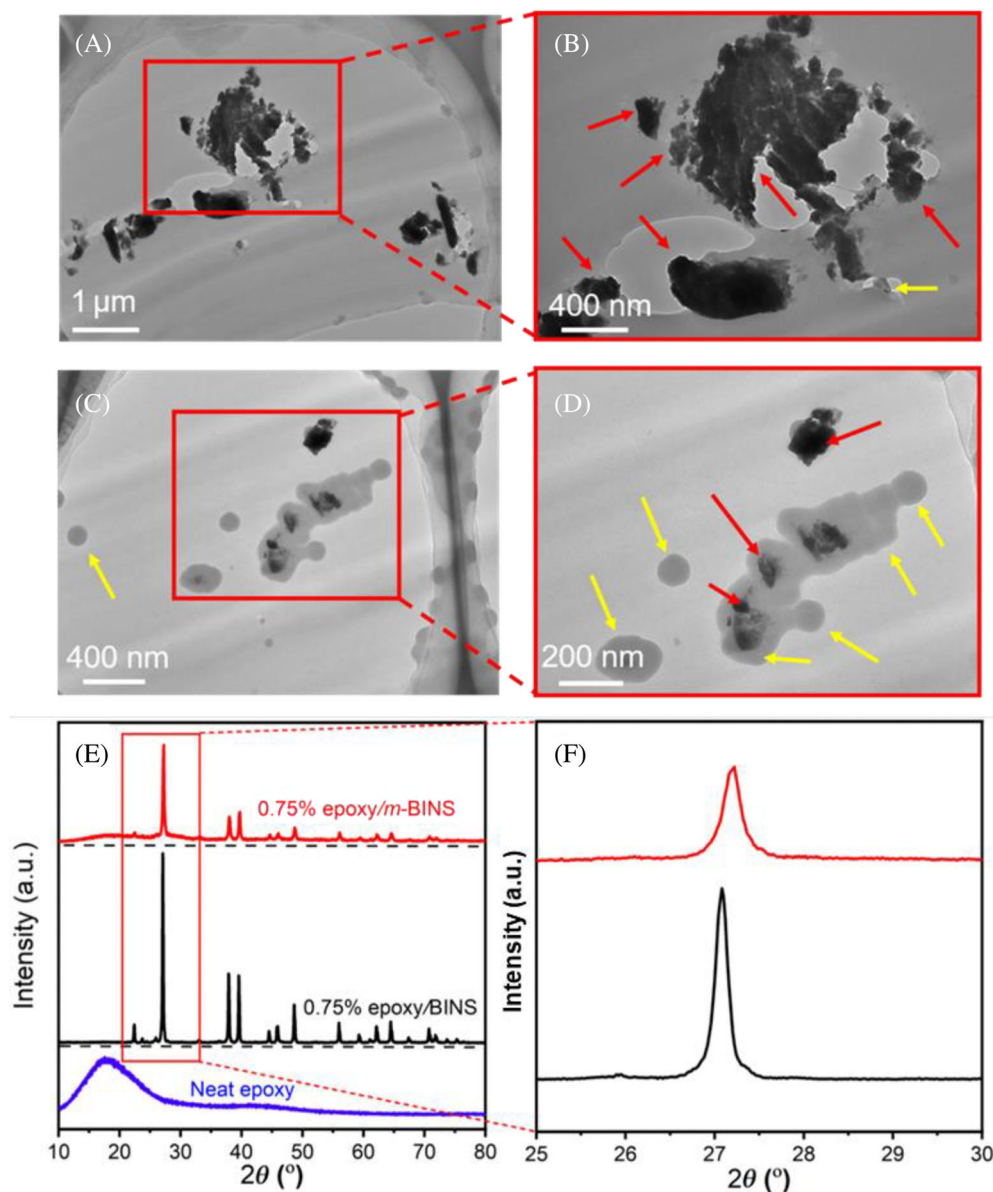 (A)
(B)
1 µm
400 nm
(C)
(D)
400 nm
200 nm
(E)
(F)
0.75% epoxy/m-BINS
0.75% epoxy/BINS
Neat epoxy
Intensity (a.u.)
Intensity (a.u.)
10 20 30 40 50 60 70 80
25 26 27 28 29 30
2θ (º)
2θ (º)